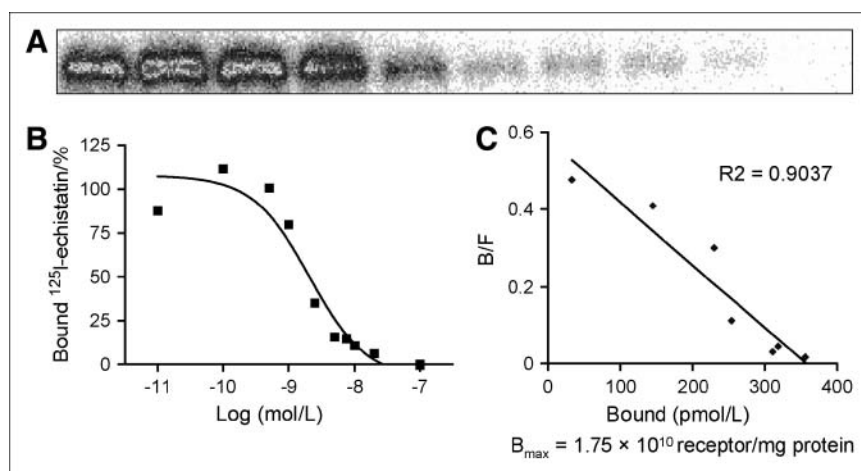 A
B
125
100
75
50
25
0
Bound ¹²⁵I-echistatin/%
-11 -10 -9 -8 -7
Log (mol/L)
C
0.6
0.4
0.2
0
B/F
R2 = 0.9037
0 100 200 300 400
Bound (pmol/L)
Bmax = 1.75 × 10¹⁰ receptor/mg protein